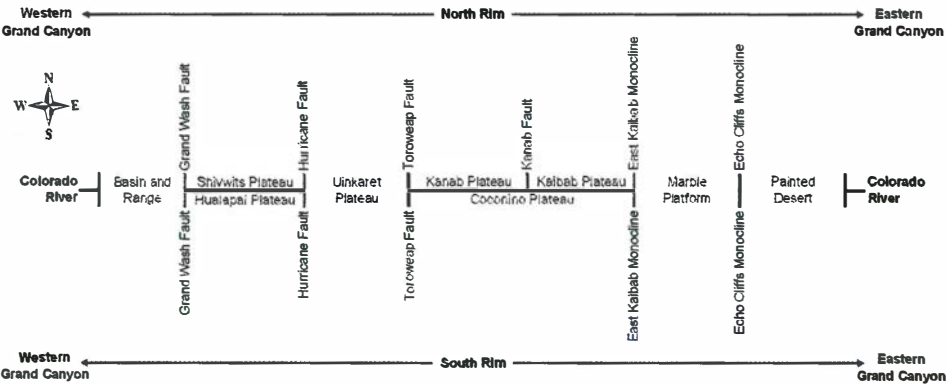 Western
Grand Canyon
North Rim
Eastern
Grand Canyon
N
W
E
S
Grand Wash Fault
Hurricane Fault
Toroweap Fault
Kanab Fault
East Kaibab Monocline
Echo Cliffs Monocline
Colorado
River
Basin and
Range
Shivwits Plateau
Hualapai Plateau
Uinkaret
Plateau
Kanab Plateau
Kaibab Plateau
Coconino Plateau
Marble
Platform
Painted
Desert
Colorado
River
Grand Wash Fault
Hurricane Fault
Toroweap Fault
East Kaibab Monocline
Echo Cliffs Monocline
Western
Grand Canyon
South Rim
Eastern
Grand Canyon